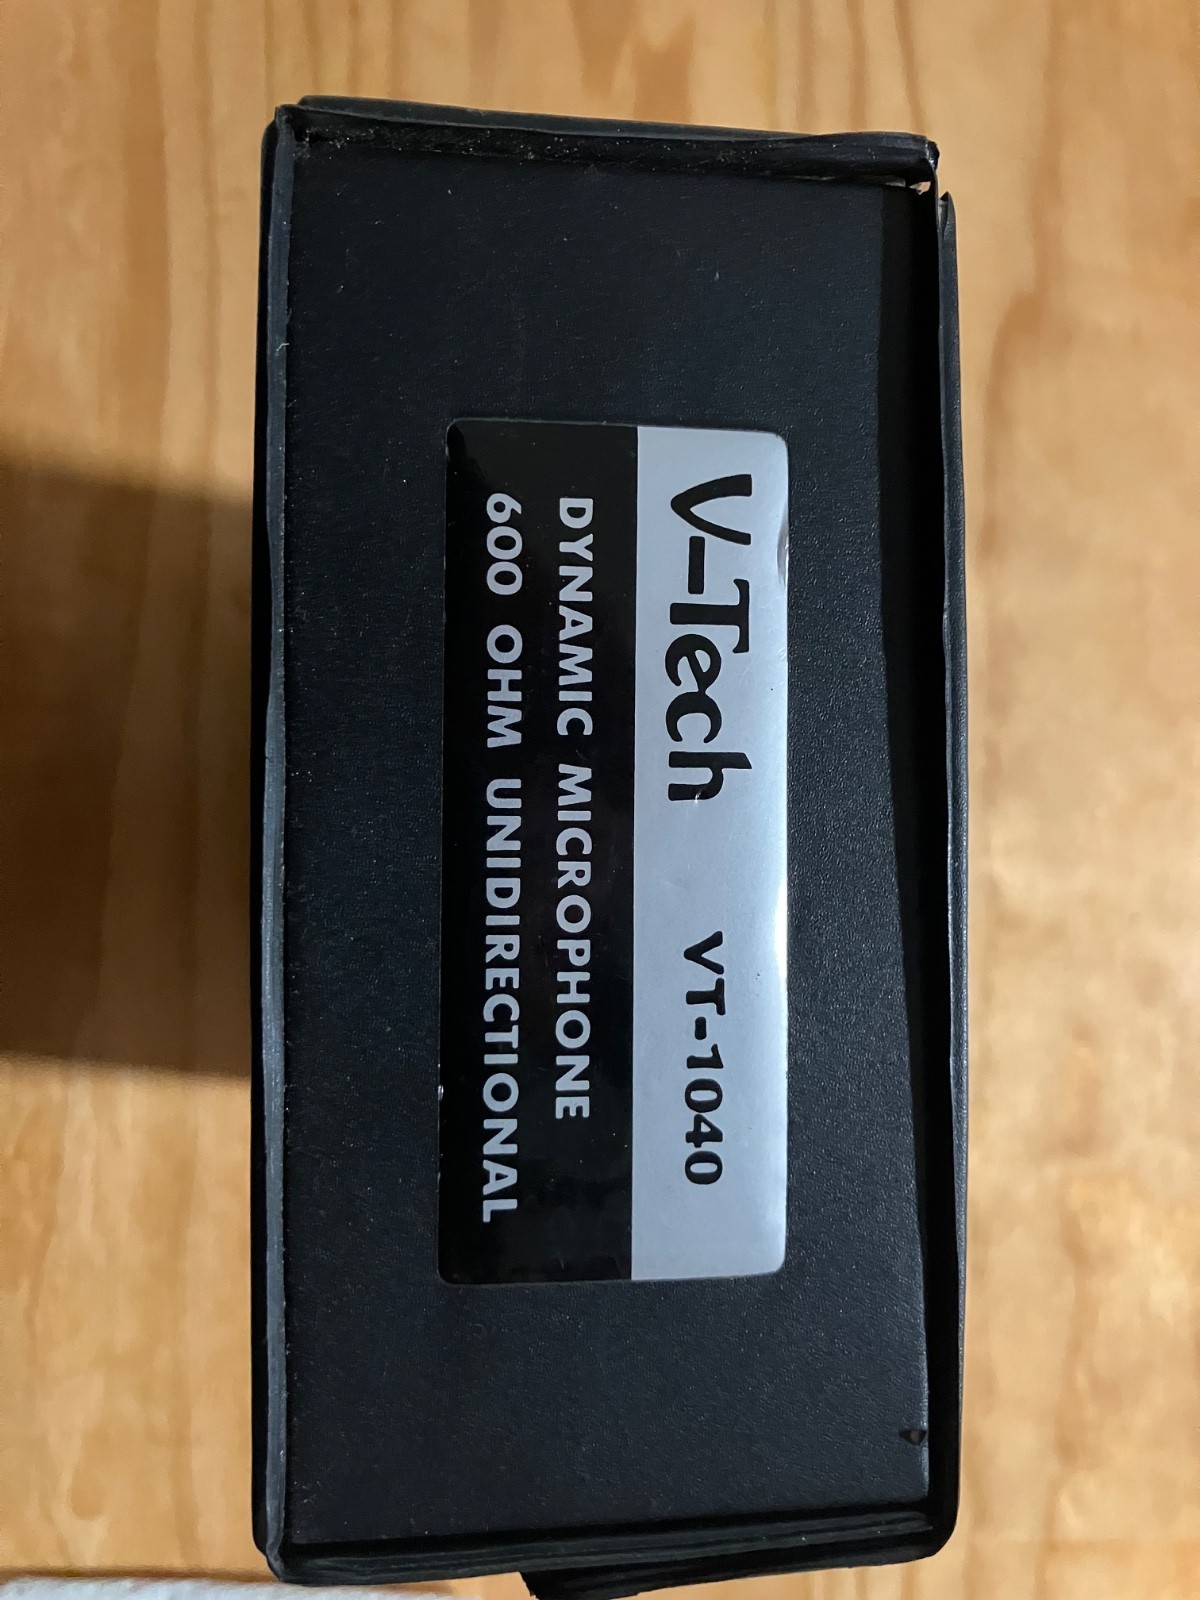 V-Tech VT-1040
DYNAMIC MICROPHONE
600 OHM UNIDIRECTIONAL